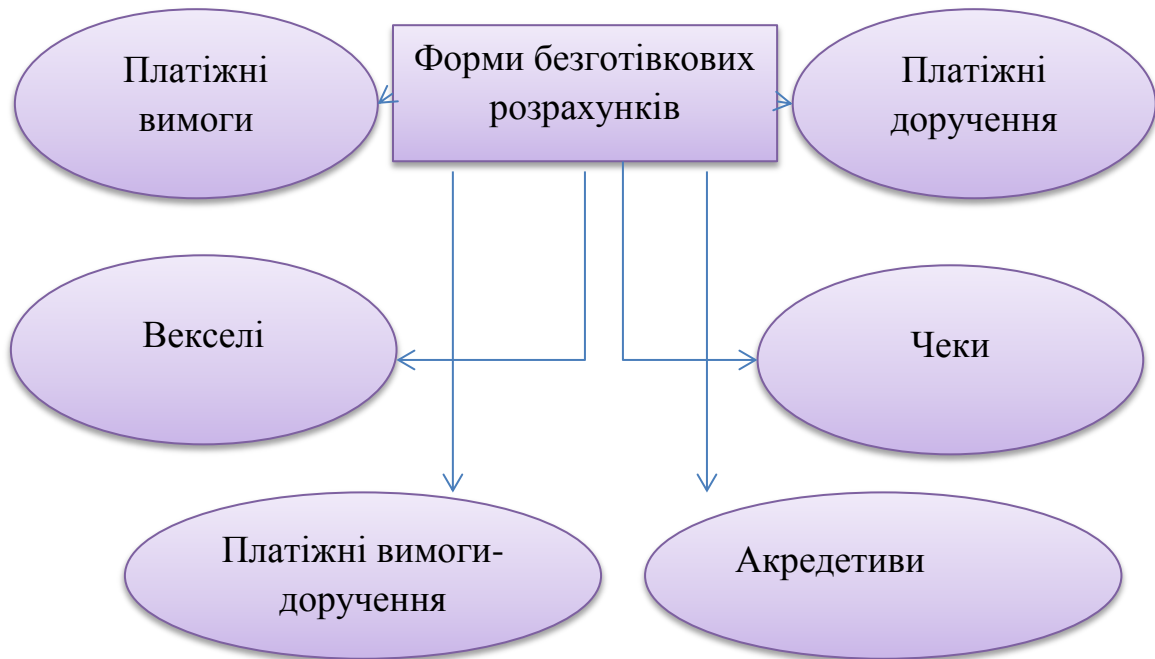 Платіжні
вимоги
Форми безготівкових
розрахунків
Платіжні
доручення
Векселі
Чеки
Платіжні вимоги-
доручення
Акредетиви